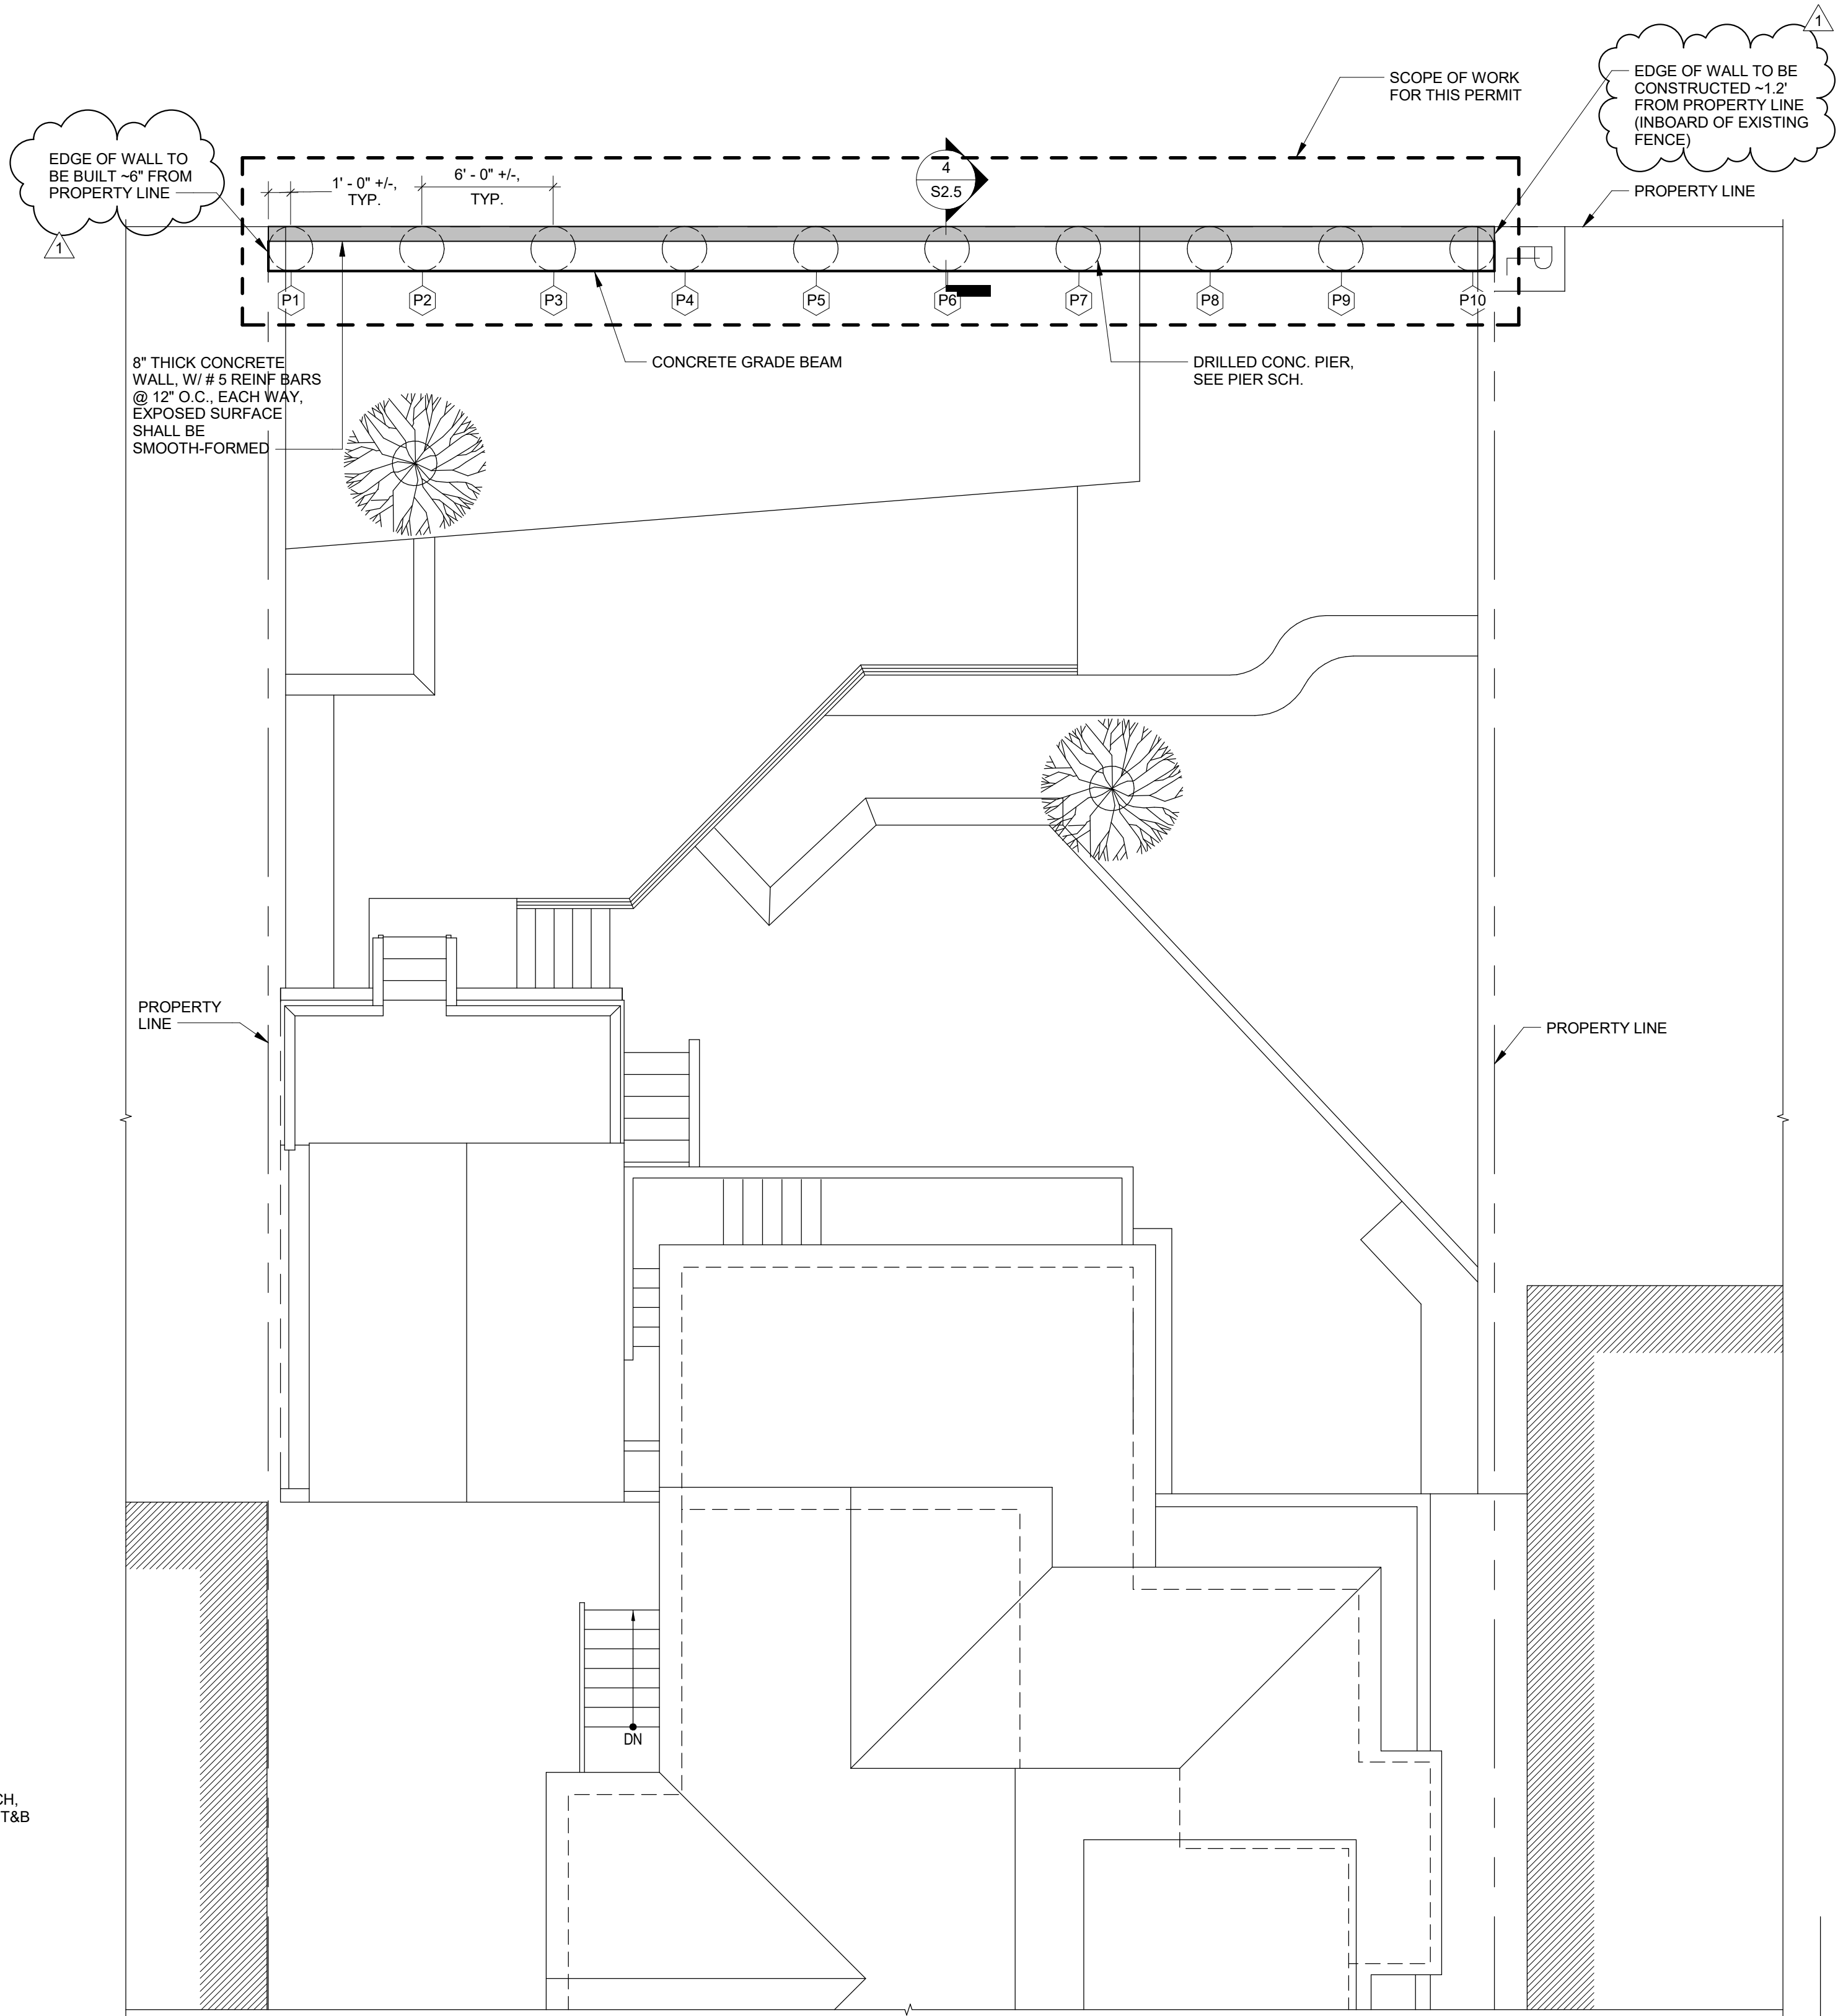 1
SCOPE OF WORK
FOR THIS PERMIT
EDGE OF WALL TO BE
CONSTRUCTED ~1.2'
FROM PROPERTY LINE
(INBOARD OF EXISTING
FENCE)
EDGE OF WALL TO
BE BUILT ~6" FROM
PROPERTY LINE
1
1' - 0" +/-,
TYP.
6' - 0" +/-,
TYP.
4
S2.5
PROPERTY LINE
P1
P2
P3
P4
P5
P6
P7
P8
P9
P10
8" THICK CONCRETE
WALL, W/ # 5 REINF BARS
@ 12" O.C., EACH WAY,
EXPOSED SURFACE
SHALL BE
SMOOTH-FORMED
CONCRETE GRADE BEAM
DRILLED CONC. PIER,
SEE PIER SCH.
PROPERTY
LINE
PROPERTY LINE
DN
T&B